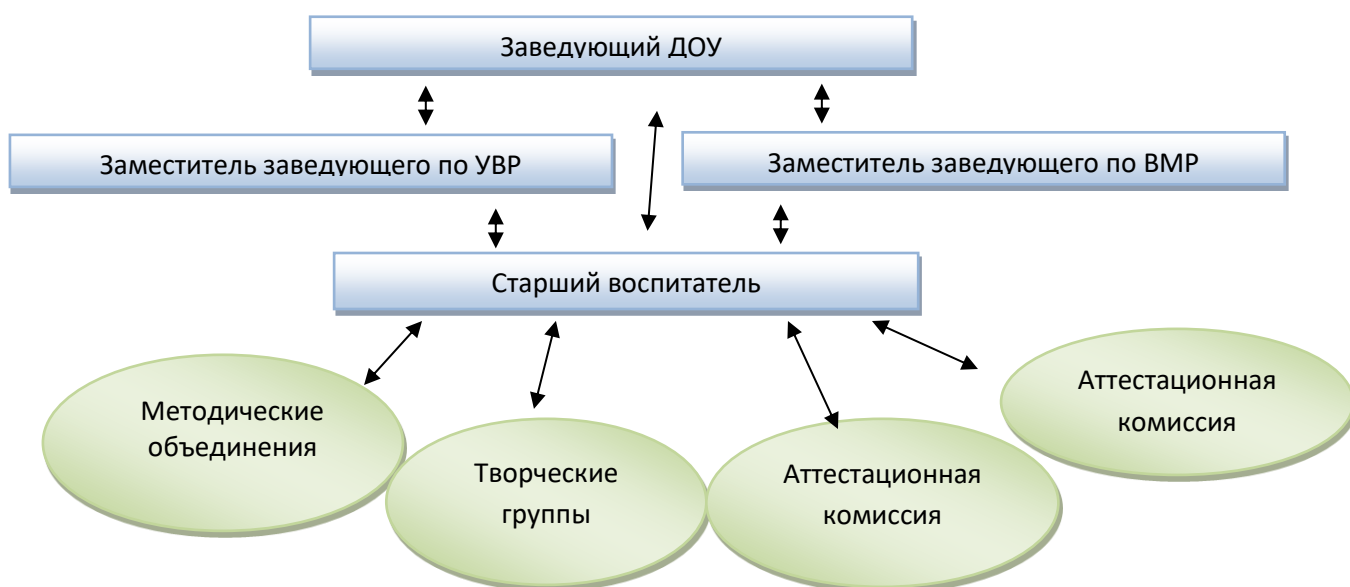 Заведующий ДОУ
Заместитель заведующего по УВР
Заместитель заведующего по ВМР
Старший воспитатель
Методические
объединения
Творческие
группы
Аттестационная
комиссия
Аттестационная
комиссия